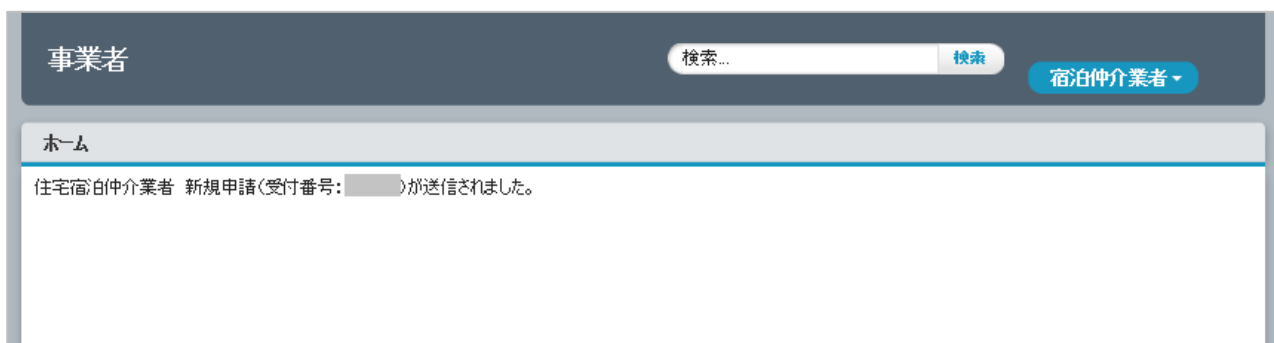 事業者
検索...
検索
宿泊仲介業者
ホーム
住宅宿泊仲介業者 新規申請(受付番号: )が送信されました。